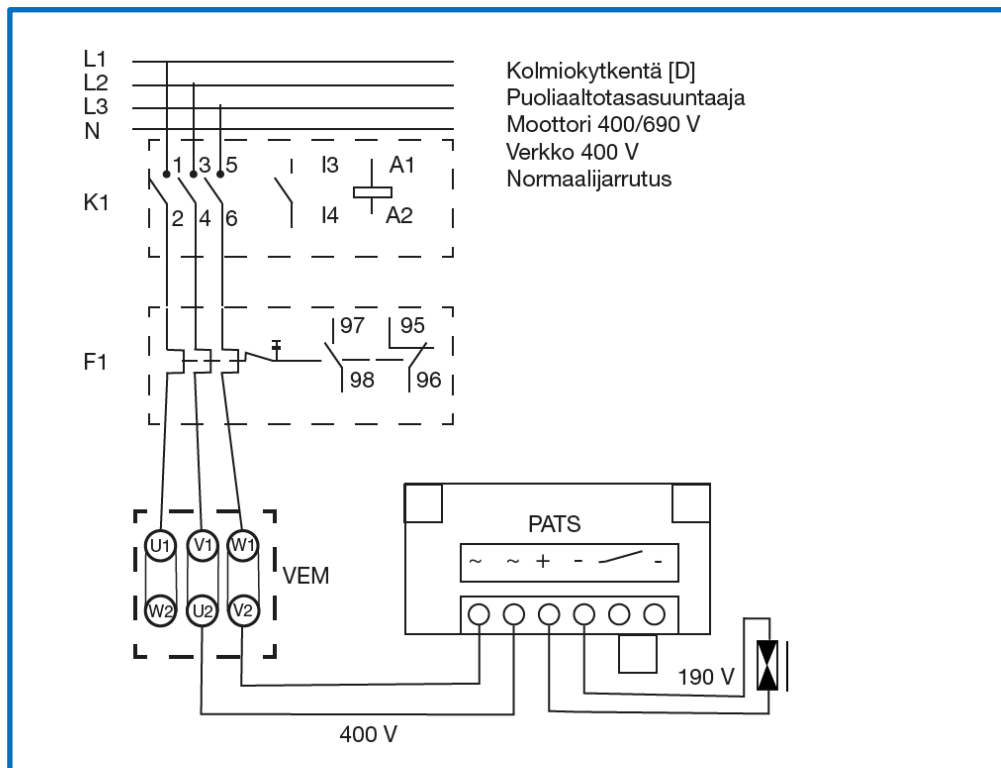 L1
L2
L3
N
Kolmiokytkentä [D]
Puoliaaltotasasuuntaaja
Moottori 400/690 V
Verkko 400 V
Normaalijarrutus
1 3 5 I3 A1
K1
2 4 6 I4 A2
97 95
F1
98 96
PATS
U1 V1 W1
~ ~ + - -
VEM
W2 U2 V2
190 V
400 V